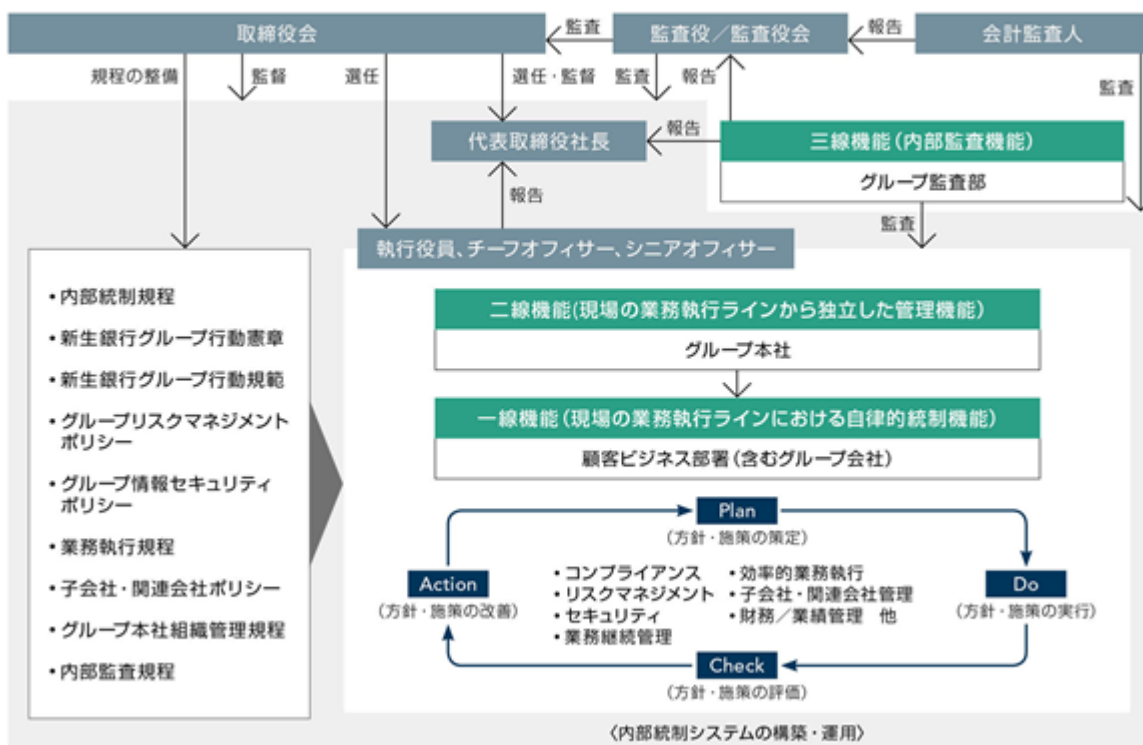 取締役会
監査
監査役／監査役会
報告
会計監査人
規程の整備
監督
選任
選任・監督
監査
報告
監査
代表取締役社長
報告
三線機能(内部監査機能)
グループ監査部
報告
監査
執行役員、チーフオフィサー、シニアオフィサー
・内部統制規程
・新生銀行グループ行動憲章
・新生銀行グループ行動規範
・グループリスクマネジメント
ポリシー
・グループ情報セキュリティ
ポリシー
・業務執行規程
・子会社・関連会社ポリシー
・グループ本社組織管理規程
・内部監査規程
二線機能(現場の業務執行ラインから独立した管理機能)
グループ本社
一線機能(現場の業務執行ラインにおける自律的統制機能)
顧客ビジネス部署(含むグループ会社)
Plan
(方針・施策の策定)
Action
(方針・施策の改善)
・コンプライアンス
・リスクマネジメント
・セキュリティ
・業務継続管理
・効率的業務執行
・子会社・関連会社管理
・財務／業績管理　他
Do
(方針・施策の実行)
Check
(方針・施策の評価)
〈内部統制システムの構築・運用〉